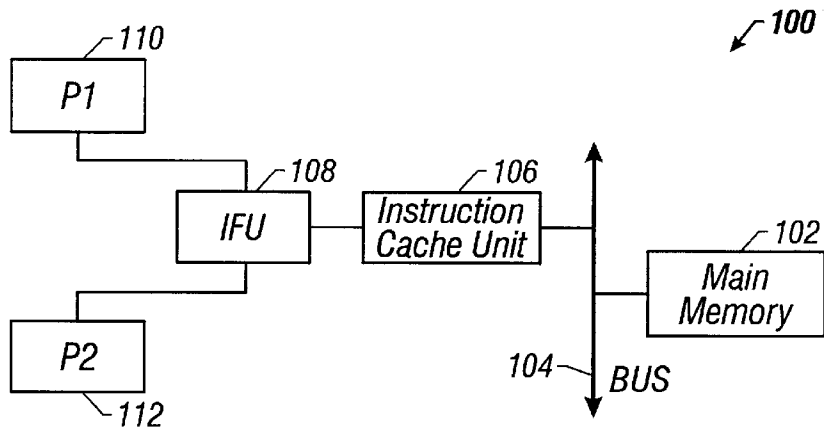 100
110
P1
108
IFU
106
Instruction
Cache Unit
102
Main
Memory
P2
112
104
BUS